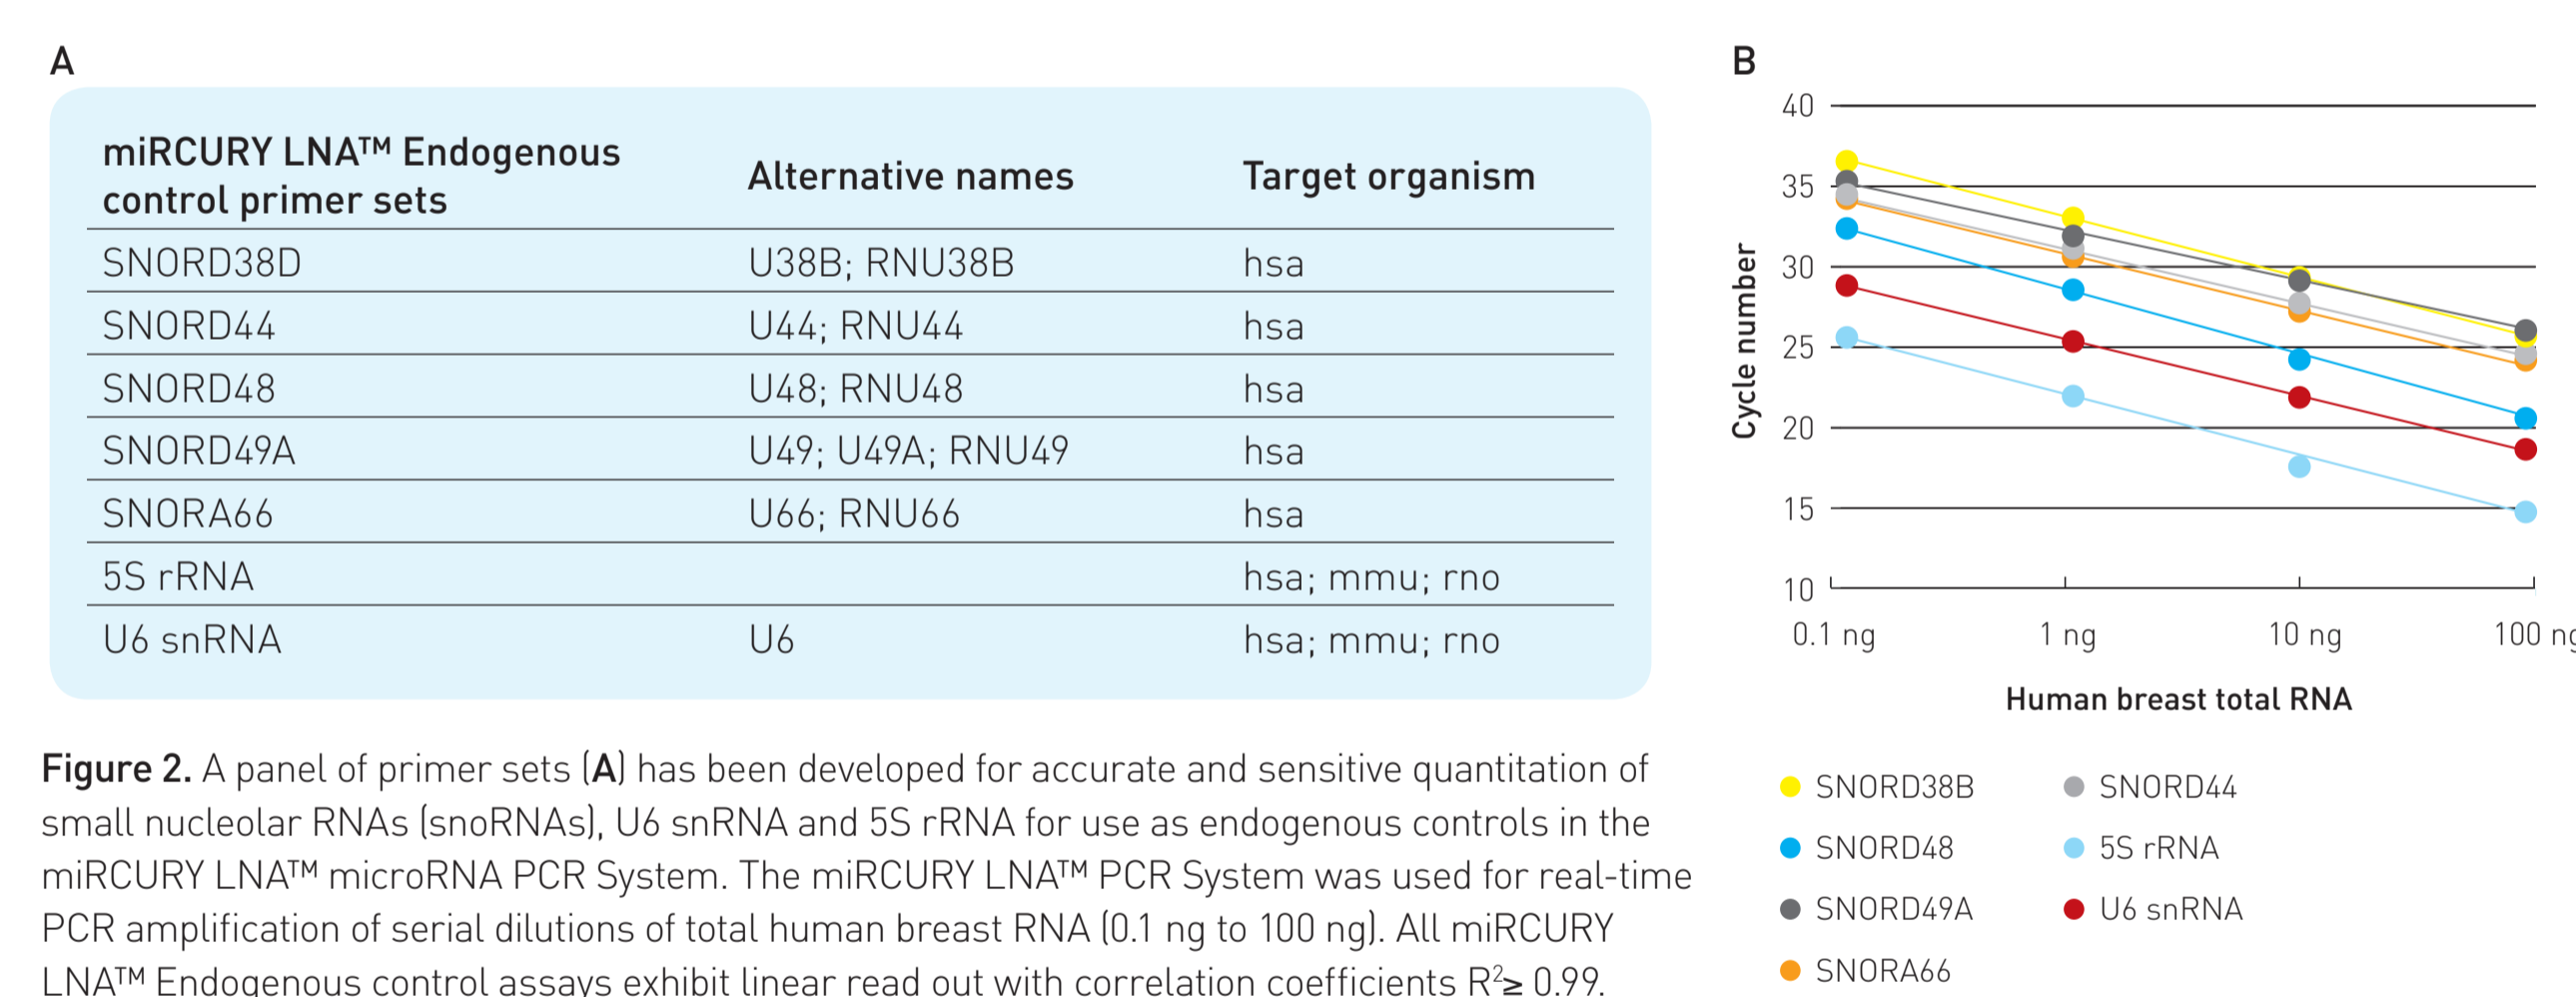 A
miRCURY LNA™ Endogenous
control primer sets
Alternative names
Target organism
SNORD38D U38B; RNU38B hsa
SNORD44 U44; RNU44 hsa
SNORD48 U48; RNU48 hsa
SNORD49A U49; U49A; RNU49 hsa
SNORA66 U66; RNU66 hsa
5S rRNA hsa; mmu; rno
U6 snRNA U6 hsa; mmu; rno
Figure 2. A panel of primer sets (A) has been developed for accurate and sensitive quantitation of
small nucleolar RNAs (snoRNAs), U6 snRNA and 5S rRNA for use as endogenous controls in the
miRCURY LNA™ microRNA PCR System. The miRCURY LNA™ PCR System was used for real-time
PCR amplification of serial dilutions of total human breast RNA (0.1 ng to 100 ng). All miRCURY
LNA™ Endogenous control assays exhibit linear read out with correlation coefficients R²≥ 0.99.
B
Cycle number
40
35
30
25
20
15
10
0.1 ng 1 ng 10 ng 100 ng
Human breast total RNA
SNORD38B SNORD44
SNORD48 5S rRNA
SNORD49A U6 snRNA
SNORA66